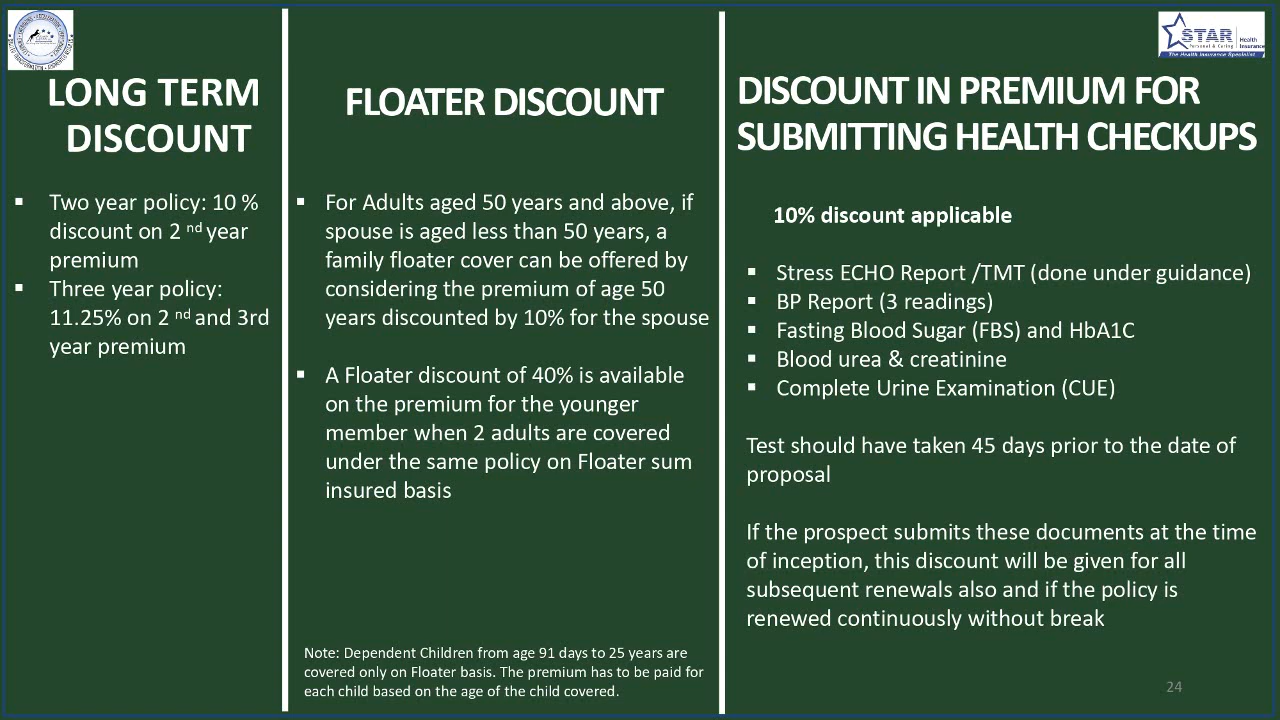 STAR
Health
Insurance
Personal & Caring
The Health Insurance Specialist
LONG TERM
DISCOUNT
▪ Two year policy: 10 %
discount on 2 nd year
premium
▪ Three year policy:
11.25% on 2 nd and 3rd
year premium
FLOATER DISCOUNT
▪ For Adults aged 50 years and above, if
spouse is aged less than 50 years, a
family floater cover can be offered by
considering the premium of age 50
years discounted by 10% for the spouse
▪ A Floater discount of 40% is available
on the premium for the younger
member when 2 adults are covered
under the same policy on Floater sum
insured basis
Note: Dependent Children from age 91 days to 25 years are
covered only on Floater basis. The premium has to be paid for
each child based on the age of the child covered.
DISCOUNT IN PREMIUM FOR
SUBMITTING HEALTH CHECKUPS
10% discount applicable
▪ Stress ECHO Report /TMT (done under guidance)
▪ BP Report (3 readings)
▪ Fasting Blood Sugar (FBS) and HbA1C
▪ Blood urea & creatinine
▪ Complete Urine Examination (CUE)
Test should have taken 45 days prior to the date of
proposal
If the prospect submits these documents at the time
of inception, this discount will be given for all
subsequent renewals also and if the policy is
renewed continuously without break
24